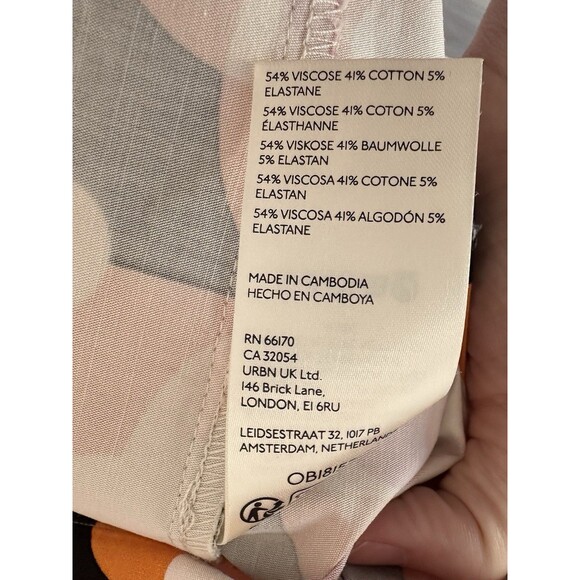 54% VISCOSE 41% COTTON 5%
ELASTANE
54% VISCOSE 41% COTON 5%
ÉLASTHANNE
54% VISKOSE 41% BAUMWOLLE
5% ELASTAN
54% VISCOSA 41% COTONE 5%
ELASTAN
54% VISCOSA 41% ALGODÓN 5%
ELASTANE
MADE IN CAMBODIA
HECHO EN CAMBOYA
RN 66170
CA 32054
URBN UK Ltd.
146 Brick Lane,
LONDON, E1 6RU
LEIDSESTRAAT 32, 1017 PB
AMSTERDAM,